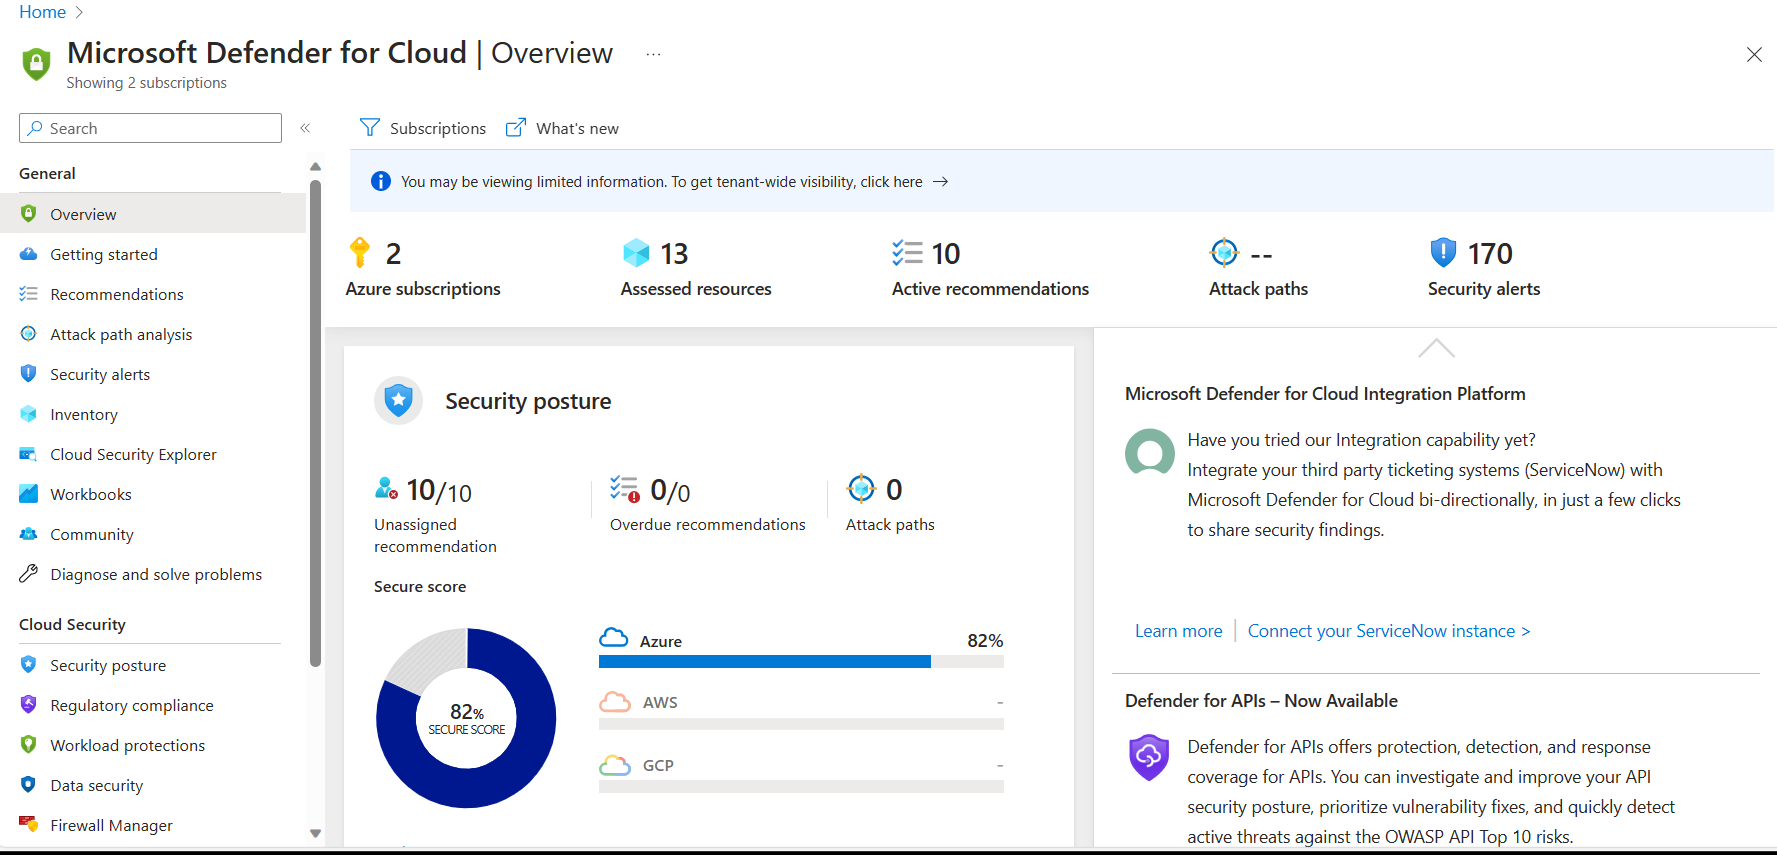 Home >
Microsoft Defender for Cloud | Overview ...
Showing 2 subscriptions
Search «
Subscriptions What's new
General
Overview
Getting started
Recommendations
Attack path analysis
Security alerts
Inventory
Cloud Security Explorer
Workbooks
Community
Diagnose and solve problems
Cloud Security
Security posture
Regulatory compliance
Workload protections
Data security
Firewall Manager
You may be viewing limited information. To get tenant-wide visibility, click here →
2
Azure subscriptions
13
Assessed resources
10
Active recommendations
--
Attack paths
170
Security alerts
Security posture
10/10
Unassigned
recommendation
0/0
Overdue recommendations
0
Attack paths
Secure score
82%
SECURE SCORE
Azure 82%
AWS -
GCP -
Microsoft Defender for Cloud Integration Platform
Have you tried our Integration capability yet?
Integrate your third party ticketing systems (ServiceNow) with
Microsoft Defender for Cloud bi-directionally, in just a few clicks
to share security findings.
Learn more | Connect your ServiceNow instance >
Defender for APIs – Now Available
Defender for APIs offers protection, detection, and response
coverage for APIs. You can investigate and improve your API
security posture, prioritize vulnerability fixes, and quickly detect
active threats against the OWASP API Top 10 risks.